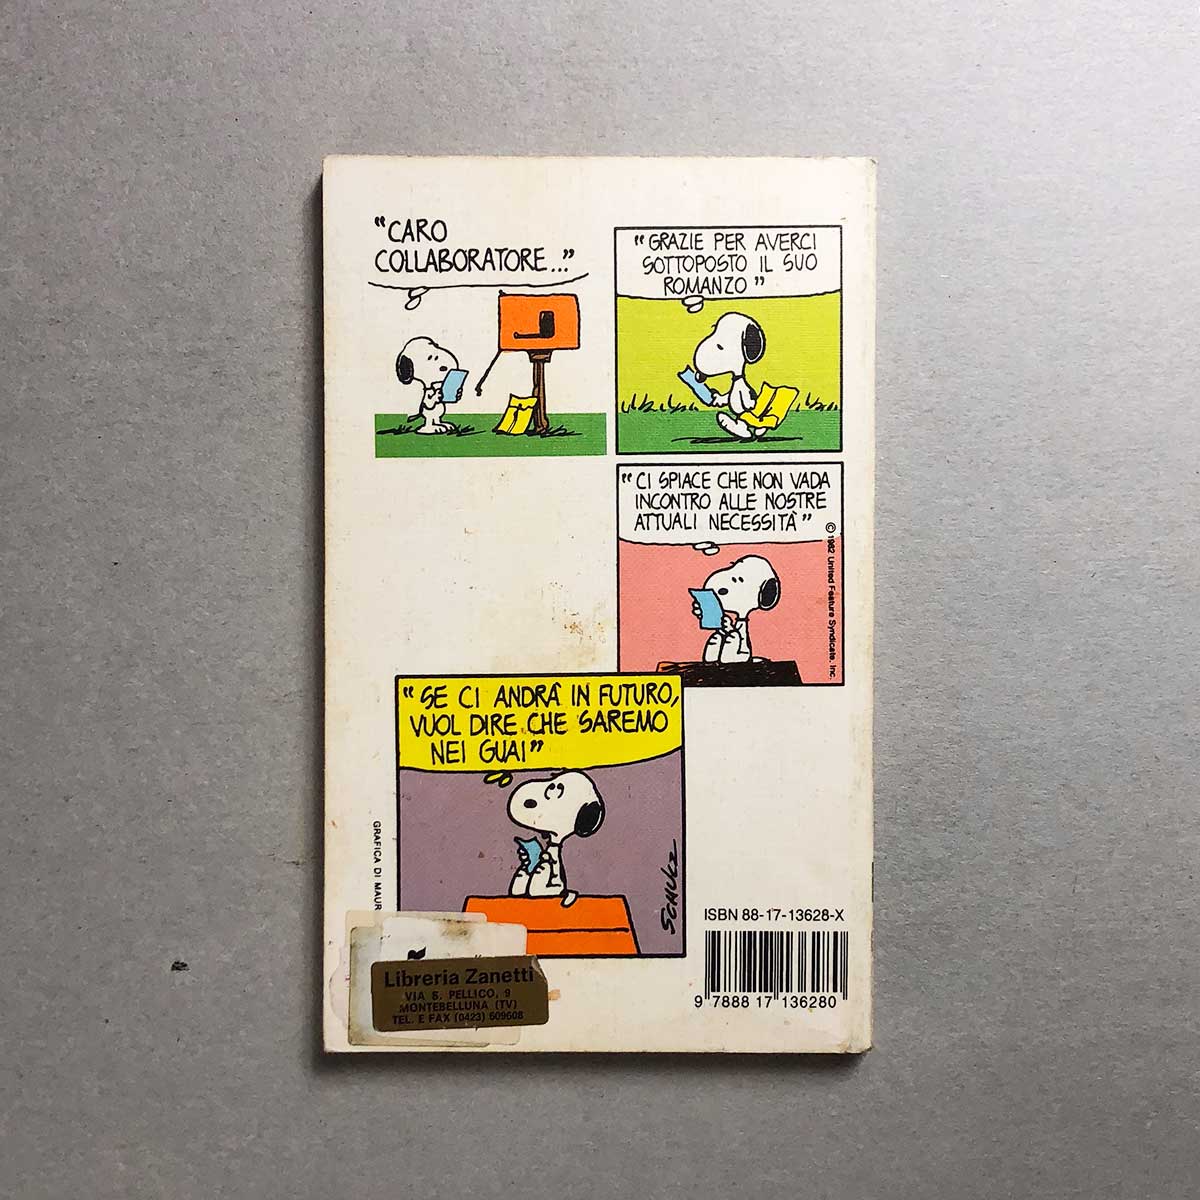 "CARO
COLLABORATORE..."
"GRAZIE PER AVERCI
SOTTOPOSTO IL SUO
ROMANZO"
"CI SPIACE CHE NON VADA
INCONTRO ALLE NOSTRE
ATTUALI NECESSITÀ"
© 1982 United Feature Syndicate, Inc.
"SE CI ANDRÀ IN FUTURO,
VUOL DIRE CHE SAREMO
NEI GUAI"
SCHULZ
GRAFICA DI MAUR
ISBN 88-17-13628-X
9 788817 136280
Libreria Zanetti
VIA S. PELLICO, 9
MONTEBELLUNA (TV)
TEL. E FAX (0423) 609608